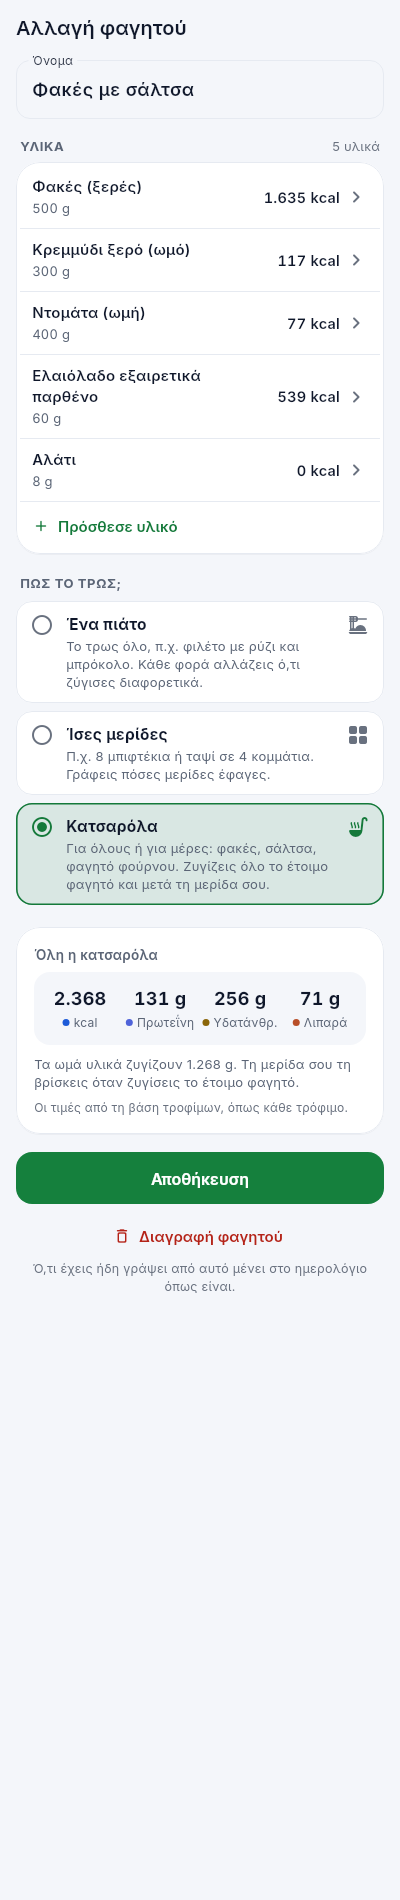 Αλλαγή φαγητού
Όνομα
Φακές με σάλτσα
ΥΛΙΚΑ
5 υλικά
Φακές (ξερές)
500 g
1.635 kcal
Κρεμμύδι ξερό (ωμό)
300 g
117 kcal
Ντομάτα (ωμή)
400 g
77 kcal
Ελαιόλαδο εξαιρετικά
παρθένο
60 g
539 kcal
Αλάτι
8 g
0 kcal
+ Πρόσθεσε υλικό
ΠΩΣ ΤΟ ΤΡΩΣ;
Ένα πιάτο
Το τρως όλο, π.χ. φιλέτο με ρύζι και
μπρόκολο. Κάθε φορά αλλάζεις ό,τι
ζύγισες διαφορετικά.
Ίσες μερίδες
Π.χ. 8 μπιφτέκια ή ταψί σε 4 κομμάτια.
Γράφεις πόσες μερίδες έφαγες.
Κατσαρόλα
Για όλους ή για μέρες: φακές, σάλτσα,
φαγητό φούρνου. Ζυγίζεις όλο το έτοιμο
φαγητό και μετά τη μερίδα σου.
Όλη η κατσαρόλα
2.368 131 g 256 g 71 g
kcal Πρωτεΐνη Υδατάνθρ. Λιπαρά
Τα ωμά υλικά ζυγίζουν 1.268 g. Τη μερίδα σου τη
βρίσκεις όταν ζυγίσεις το έτοιμο φαγητό.
Οι τιμές από τη βάση τροφίμων, όπως κάθε τρόφιμο.
Αποθήκευση
Διαγραφή φαγητού
Ό,τι έχεις ήδη γράψει από αυτό μένει στο ημερολόγιο
όπως είναι.